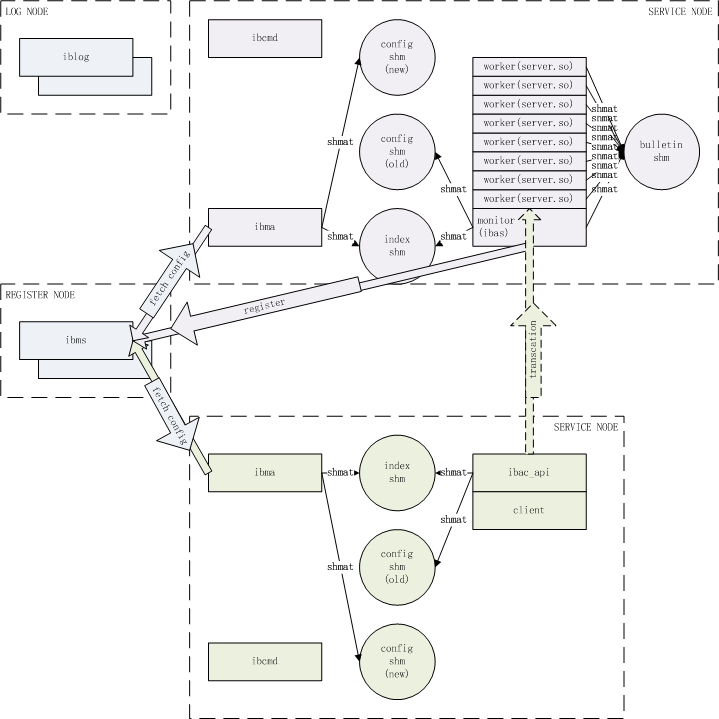 LOG NODE
iblog
SERVICE NODE
ibcmd
config
shm
(new)
worker(server.so)
worker(server.so)
worker(server.so)
worker(server.so)
worker(server.so)
worker(server.so)
worker(server.so)
worker(server.so)
monitor
(ibas)
shmat
shmat
shmat
shmat
shmat
shmat
shmat
shmat
bulletin
shm
config
shm
(old)
shmat
shmat
ibma
shmat
index
shm
shmat
fetch config
register
REGISTER NODE
ibms
fetch config
transcation
SERVICE NODE
ibma
shmat
index
shm
shmat
ibac_api
client
shmat
config
shm
(old)
shmat
ibcmd
config
shm
(new)